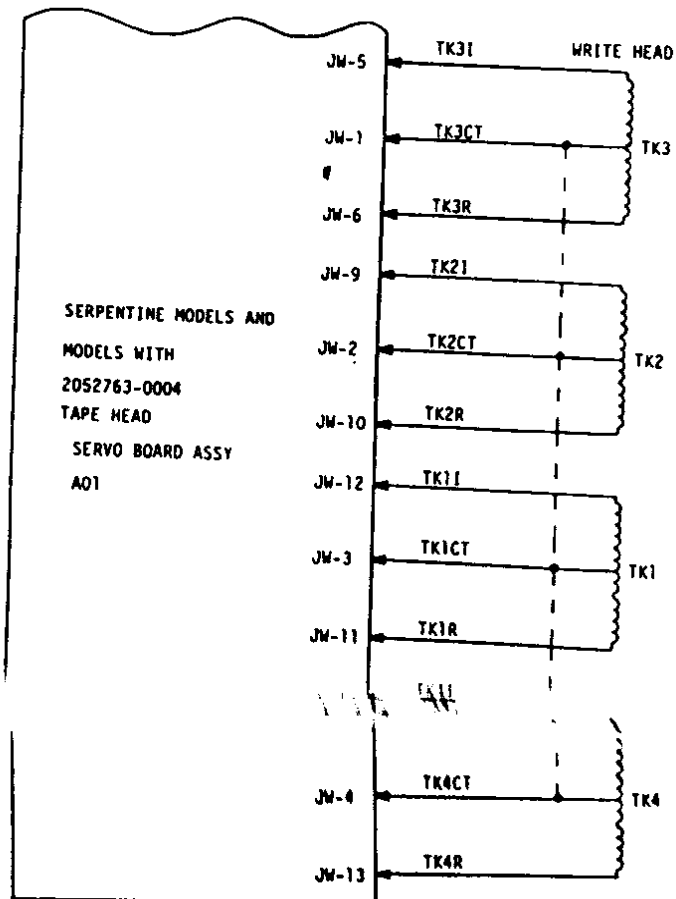 JW-5 TK3I WRITE HEAD
JW-1 TK3CT TK3
JW-6 TK3R
JW-9 TK2I
SERPENTINE MODELS AND
MODELS WITH
2052763-0004
TAPE HEAD
SERVO BOARD ASSY
A01
JW-2 TK2CT TK2
JW-10 TK2R
JW-12 TK1I
JW-3 TK1CT TK1
JW-11 TK1R
JW-4 TK4CT TK4
JW-13 TK4R